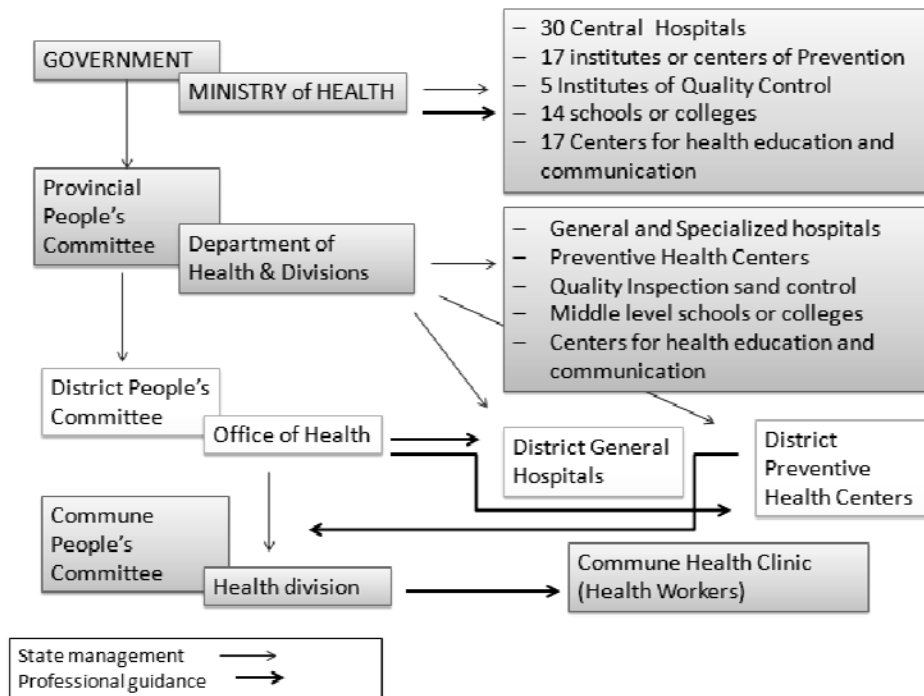 GOVERNMENT
MINISTRY of HEALTH
– 30 Central Hospitals
– 17 institutes or centers of Prevention
– 5 Institutes of Quality Control
– 14 schools or colleges
– 17 Centers for health education and
communication
Provincial
People's
Committee
Department of
Health & Divisions
– General and Specialized hospitals
– Preventive Health Centers
– Quality Inspection sand control
– Middle level schools or colleges
– Centers for health education and
communication
District People's
Committee
Office of Health
District General
Hospitals
District
Preventive
Health Centers
Commune
People's
Committee
Health division
Commune Health Clinic
(Health Workers)
State management
Professional guidance